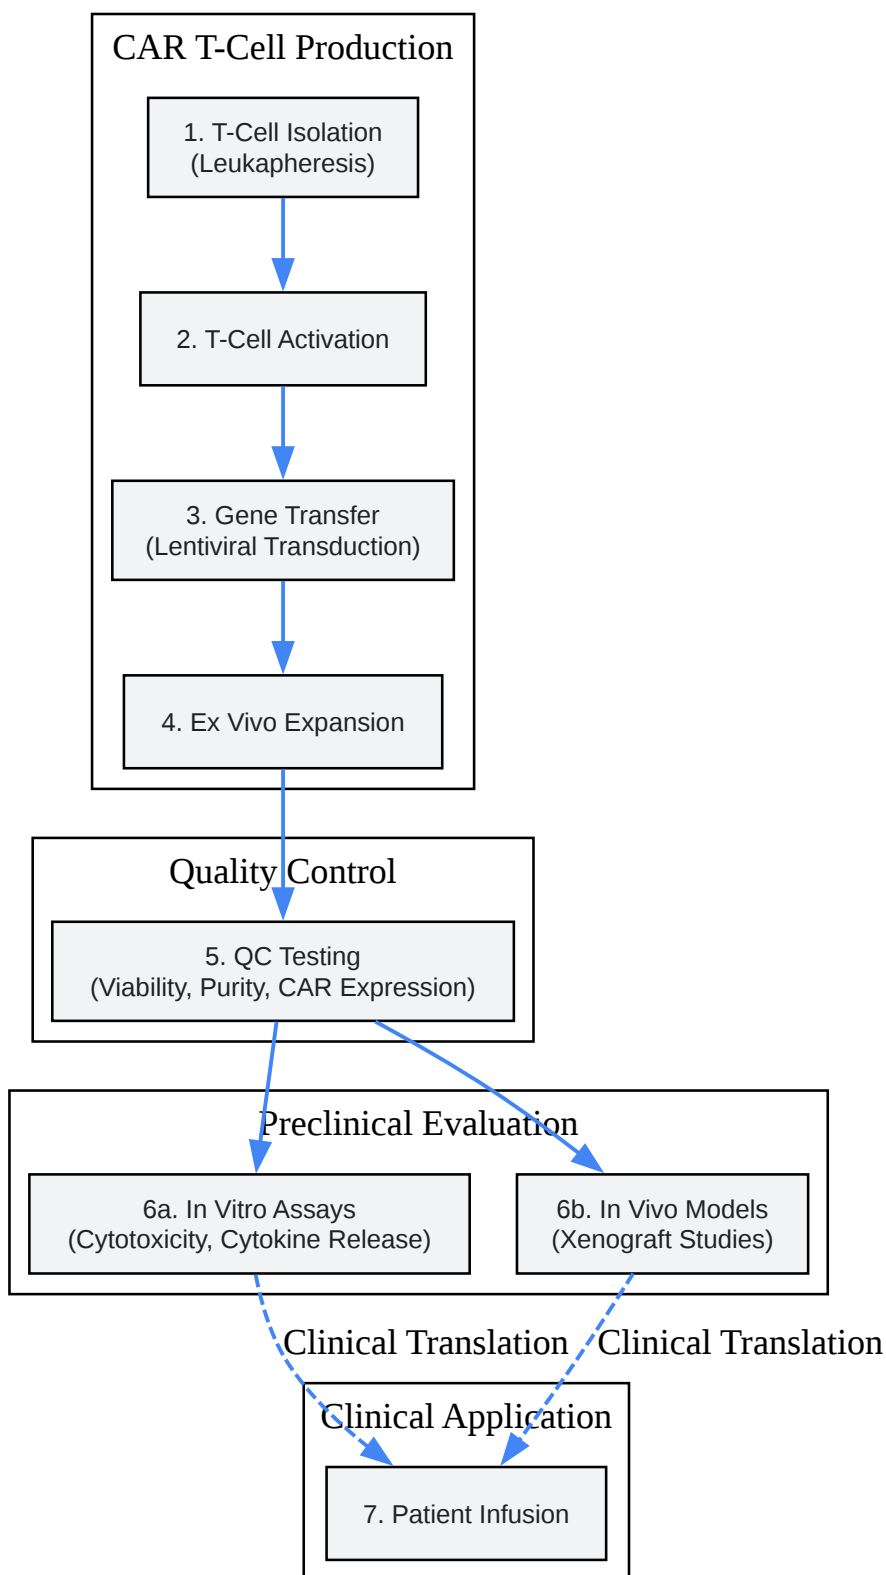 CAR T-Cell Production
1. T-Cell Isolation
(Leukapheresis)
2. T-Cell Activation
3. Gene Transfer
(Lentiviral Transduction)
4. Ex Vivo Expansion
Quality Control
5. QC Testing
(Viability, Purity, CAR Expression)
Preclinical Evaluation
6a. In Vitro Assays
(Cytotoxicity, Cytokine Release)
6b. In Vivo Models
(Xenograft Studies)
Clinical Translation
Clinical Translation
Clinical Application
7. Patient Infusion